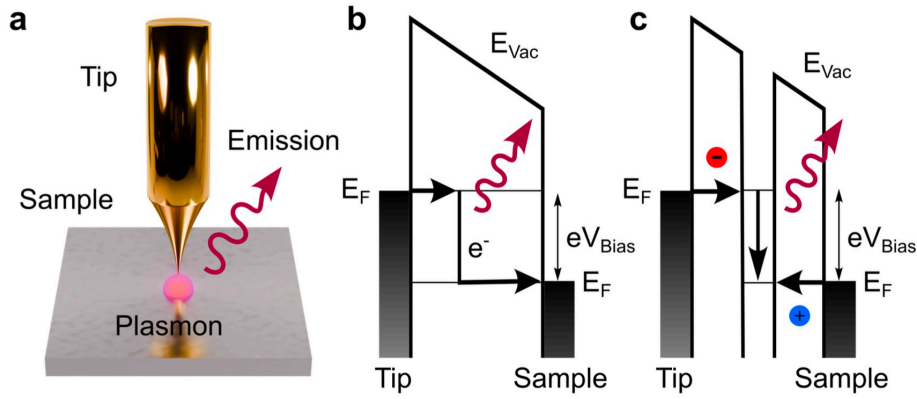 a
Tip
Emission
Sample
Plasmon
b
E_Vac
E_F
e⁻
eV_Bias
E_F
Tip
Sample
c
E_Vac
−
E_F
eV_Bias
E_F
+
Tip
Sample